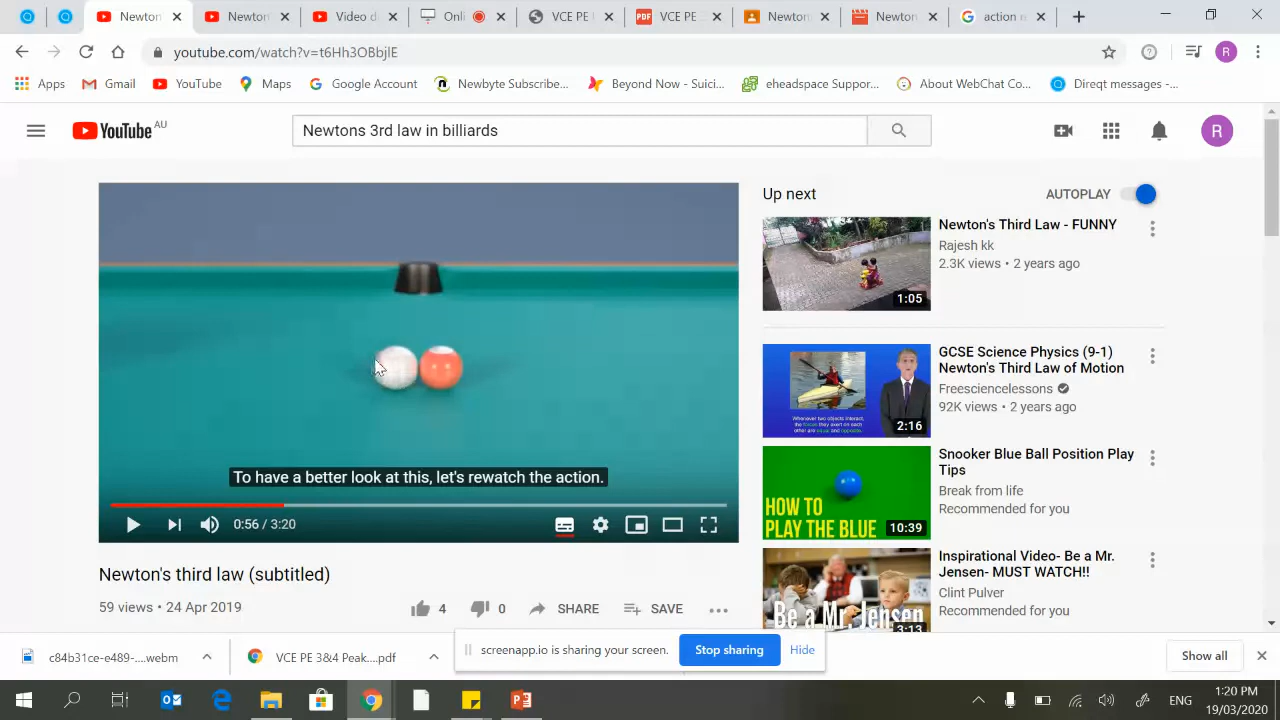 Newton
Newton
Video d
Onli
VCE PE
PDF VCE PE
Newton
Newton
action r
youtube.com/watch?v=t6Hh3OBbjlE
R
Apps
Gmail
YouTube
Maps
Google Account
Newbyte Subscribe...
Beyond Now - Suici...
eheadspace Suppor...
About WebChat Co...
Direqt messages -...
YouTube AU
Newtons 3rd law in billiards
R
To have a better look at this, let's rewatch the action.
0:56 / 3:20
Newton's third law (subtitled)
59 views • 24 Apr 2019
4
0
SHARE
SAVE
Up next
AUTOPLAY
1:05
Newton's Third Law - FUNNY
Rajesh kk
2.3K views • 2 years ago
2:16
GCSE Science Physics (9-1)
Newton's Third Law of Motion
Freesciencelessons
92K views • 2 years ago
HOW TO
PLAY THE BLUE
10:39
Snooker Blue Ball Position Play
Tips
Break from life
Recommended for you
Be a Mr. Jensen
3:13
Inspirational Video- Be a Mr.
Jensen- MUST WATCH!!
Clint Pulver
Recommended for you
c84b31ce-e489-....webm
VCE PE 3&4 Peak....pdf
screenapp.io is sharing your screen.
Stop sharing
Hide
Show all
ENG
1:20 PM
19/03/2020